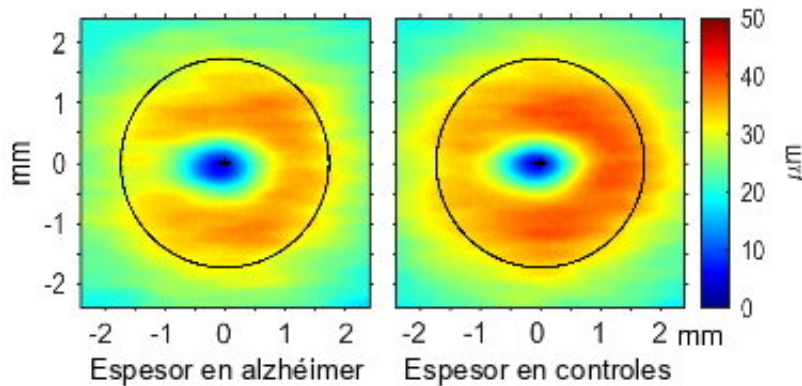 2
1
0
-1
-2
mm
-2 -1 0 1 2
-2 -1 0 1 2 mm
Espesor en alzhéimer
Espesor en controles
50
40
30
20
10
0
μm